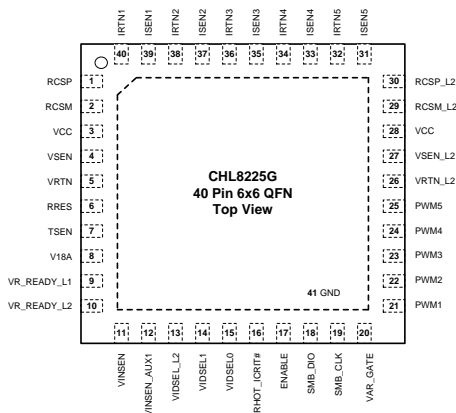 IRTN1
ISEN1
IRTN2
ISEN2
IRTN3
ISEN3
IRTN4
ISEN4
IRTN5
ISEN5
40 39 38 37 36 35 34 33 32 31
RCSP 1
RCSM 2
VCC 3
VSEN 4
VRTN 5
RRES 6
TSEN 7
V18A 8
VR_READY_L1 9
VR_READY_L2 10
CHL8225G
40 Pin 6x6 QFN
Top View
41 GND
30 RCSP_L2
29 RCSM_L2
28 VCC
27 VSEN_L2
26 VRTN_L2
25 PWM5
24 PWM4
23 PWM3
22 PWM2
21 PWM1
11 12 13 14 15 16 17 18 19 20
VINSEN
VINSEN_AUX1
VIDSEL_L2
VIDSEL1
VIDSEL0
RHOT_ICRIT#
ENABLE
SMB_DIO
SMB_CLK
VAR_GATE